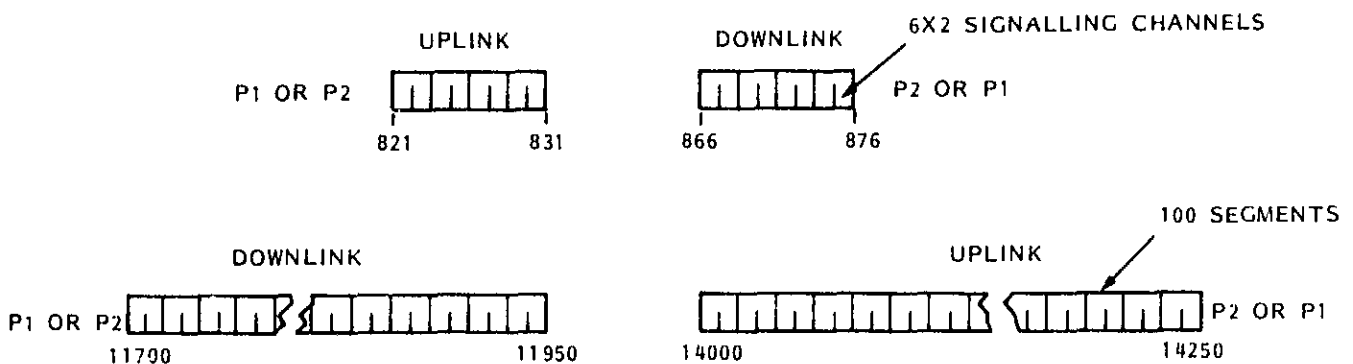 6X2 SIGNALLING CHANNELS
UPLINK DOWNLINK
P1 OR P2 P2 OR P1
821 831 866 876
100 SEGMENTS
DOWNLINK UPLINK
P1 OR P2 P2 OR P1
11790 11950 14000 14250